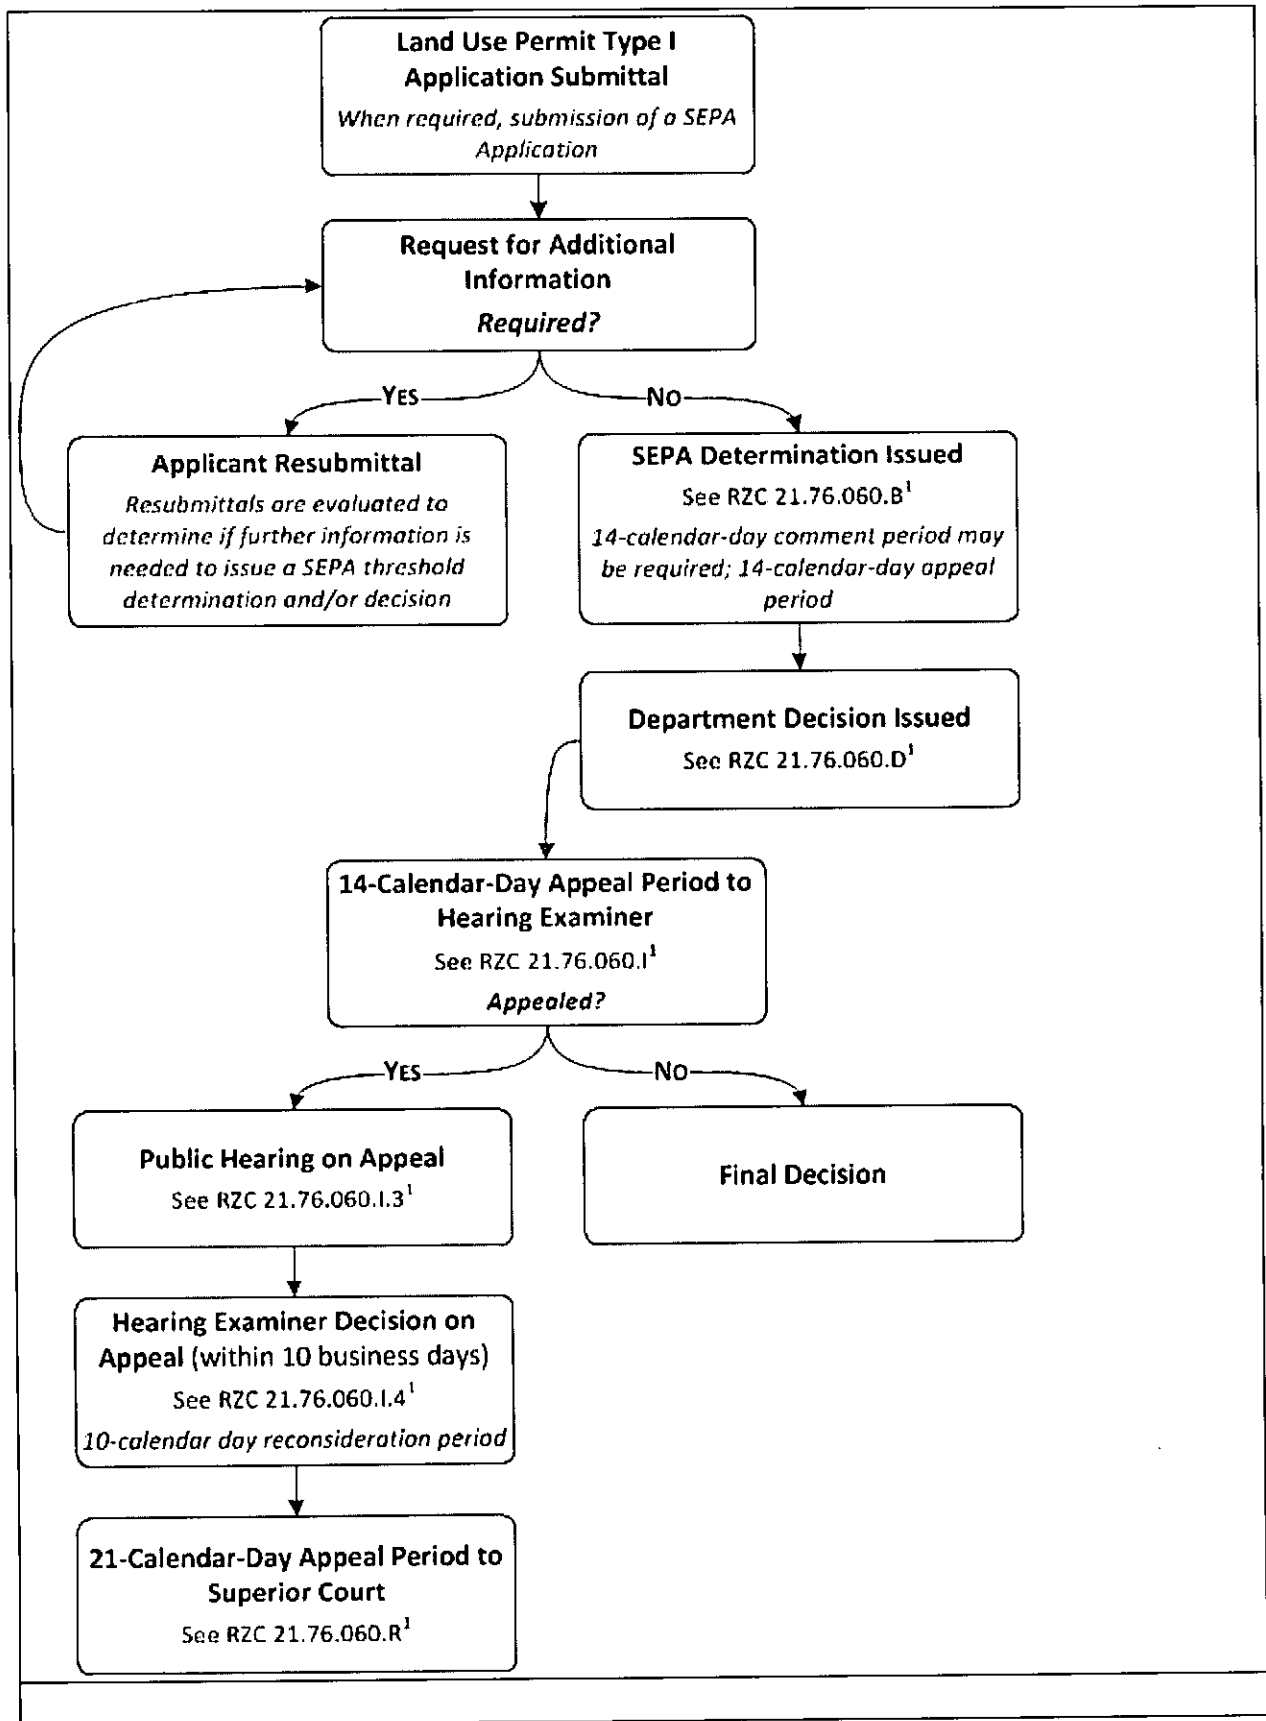 Land Use Permit Type I
Application Submittal
When required, submission of a SEPA
Application
Request for Additional
Information
Required?
YES
NO
Applicant Resubmittal
Resubmittals are evaluated to
determine if further information is
needed to issue a SEPA threshold
determination and/or decision
SEPA Determination Issued
See RZC 21.76.060.B¹
14-calendar-day comment period may
be required; 14-calendar-day appeal
period
Department Decision Issued
See RZC 21.76.060.D¹
14-Calendar-Day Appeal Period to
Hearing Examiner
See RZC 21.76.060.I¹
Appealed?
YES
NO
Public Hearing on Appeal
See RZC 21.76.060.I.3¹
Final Decision
Hearing Examiner Decision on
Appeal (within 10 business days)
See RZC 21.76.060.I.4¹
10-calendar day reconsideration period
21-Calendar-Day Appeal Period to
Superior Court
See RZC 21.76.060.R¹